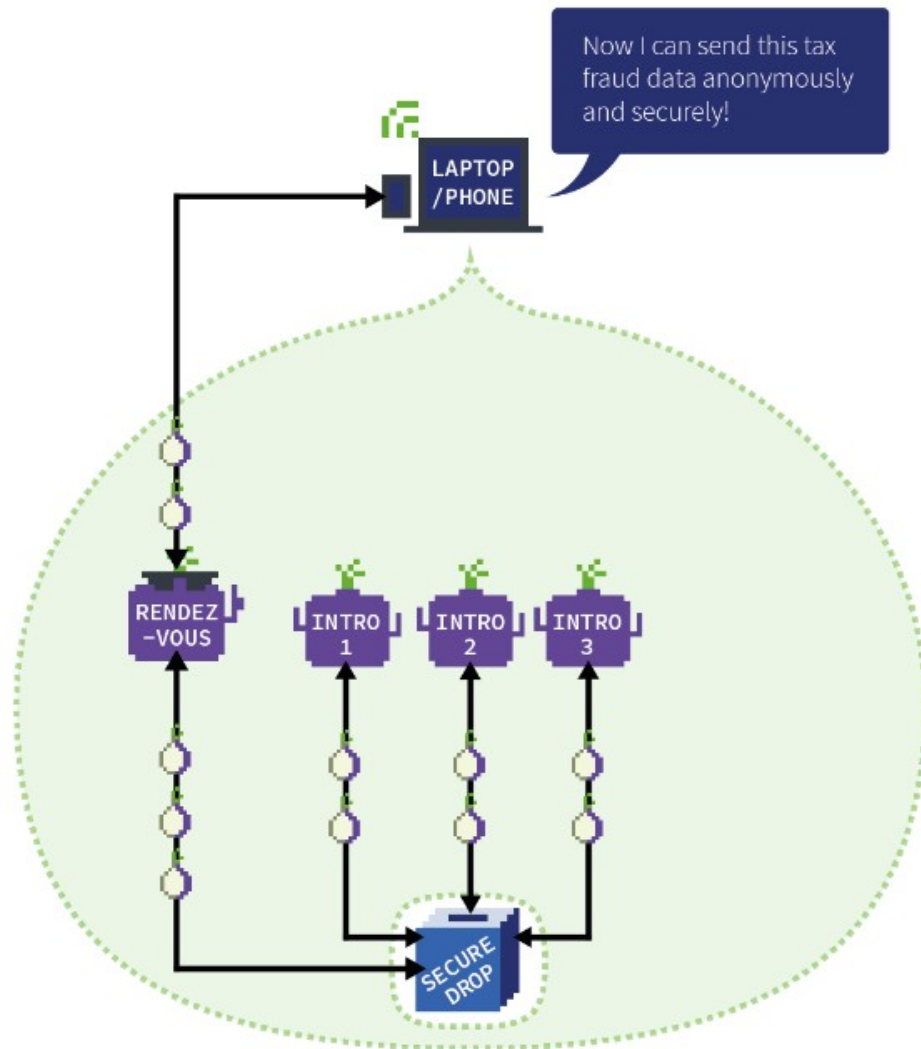 Now I can send this tax
fraud data anonymously
and securely!
LAPTOP
/PHONE
RENDEZ
-VOUS
INTRO
1
INTRO
2
INTRO
3
SECURE
DROP